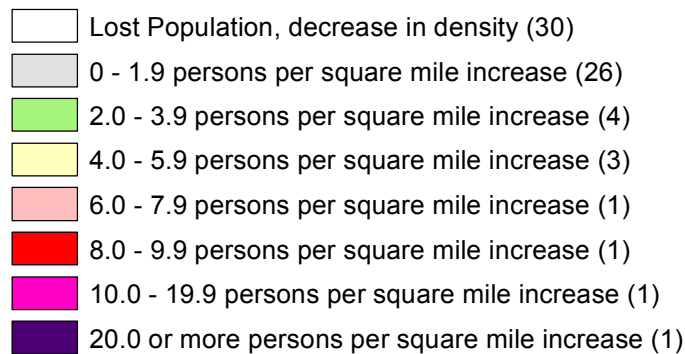 Lost Population, decrease in density (30)
0 - 1.9 persons per square mile increase (26)
2.0 - 3.9 persons per square mile increase (4)
4.0 - 5.9 persons per square mile increase (3)
6.0 - 7.9 persons per square mile increase (1)
8.0 - 9.9 persons per square mile increase (1)
10.0 - 19.9 persons per square mile increase (1)
20.0 or more persons per square mile increase (1)